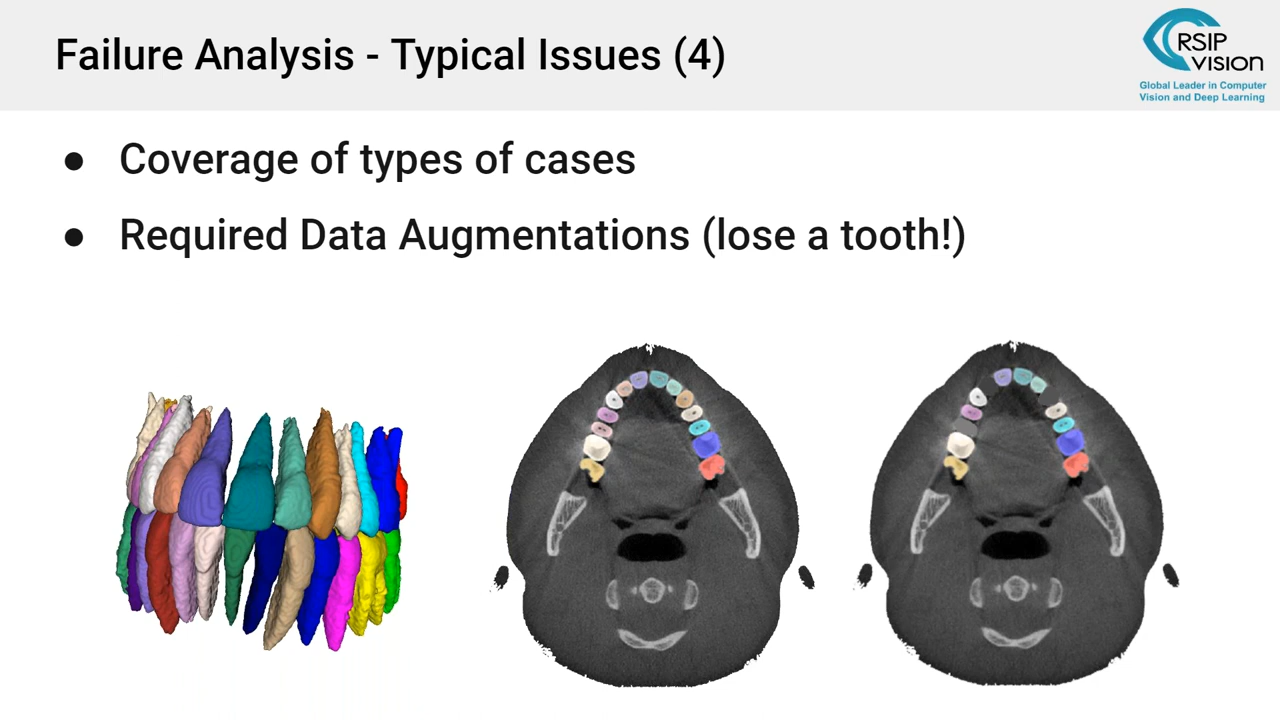 Failure Analysis - Typical Issues (4)
RSIP
VISION
Global Leader in Computer
Vision and Deep Learning
● Coverage of types of cases
● Required Data Augmentations (lose a tooth!)